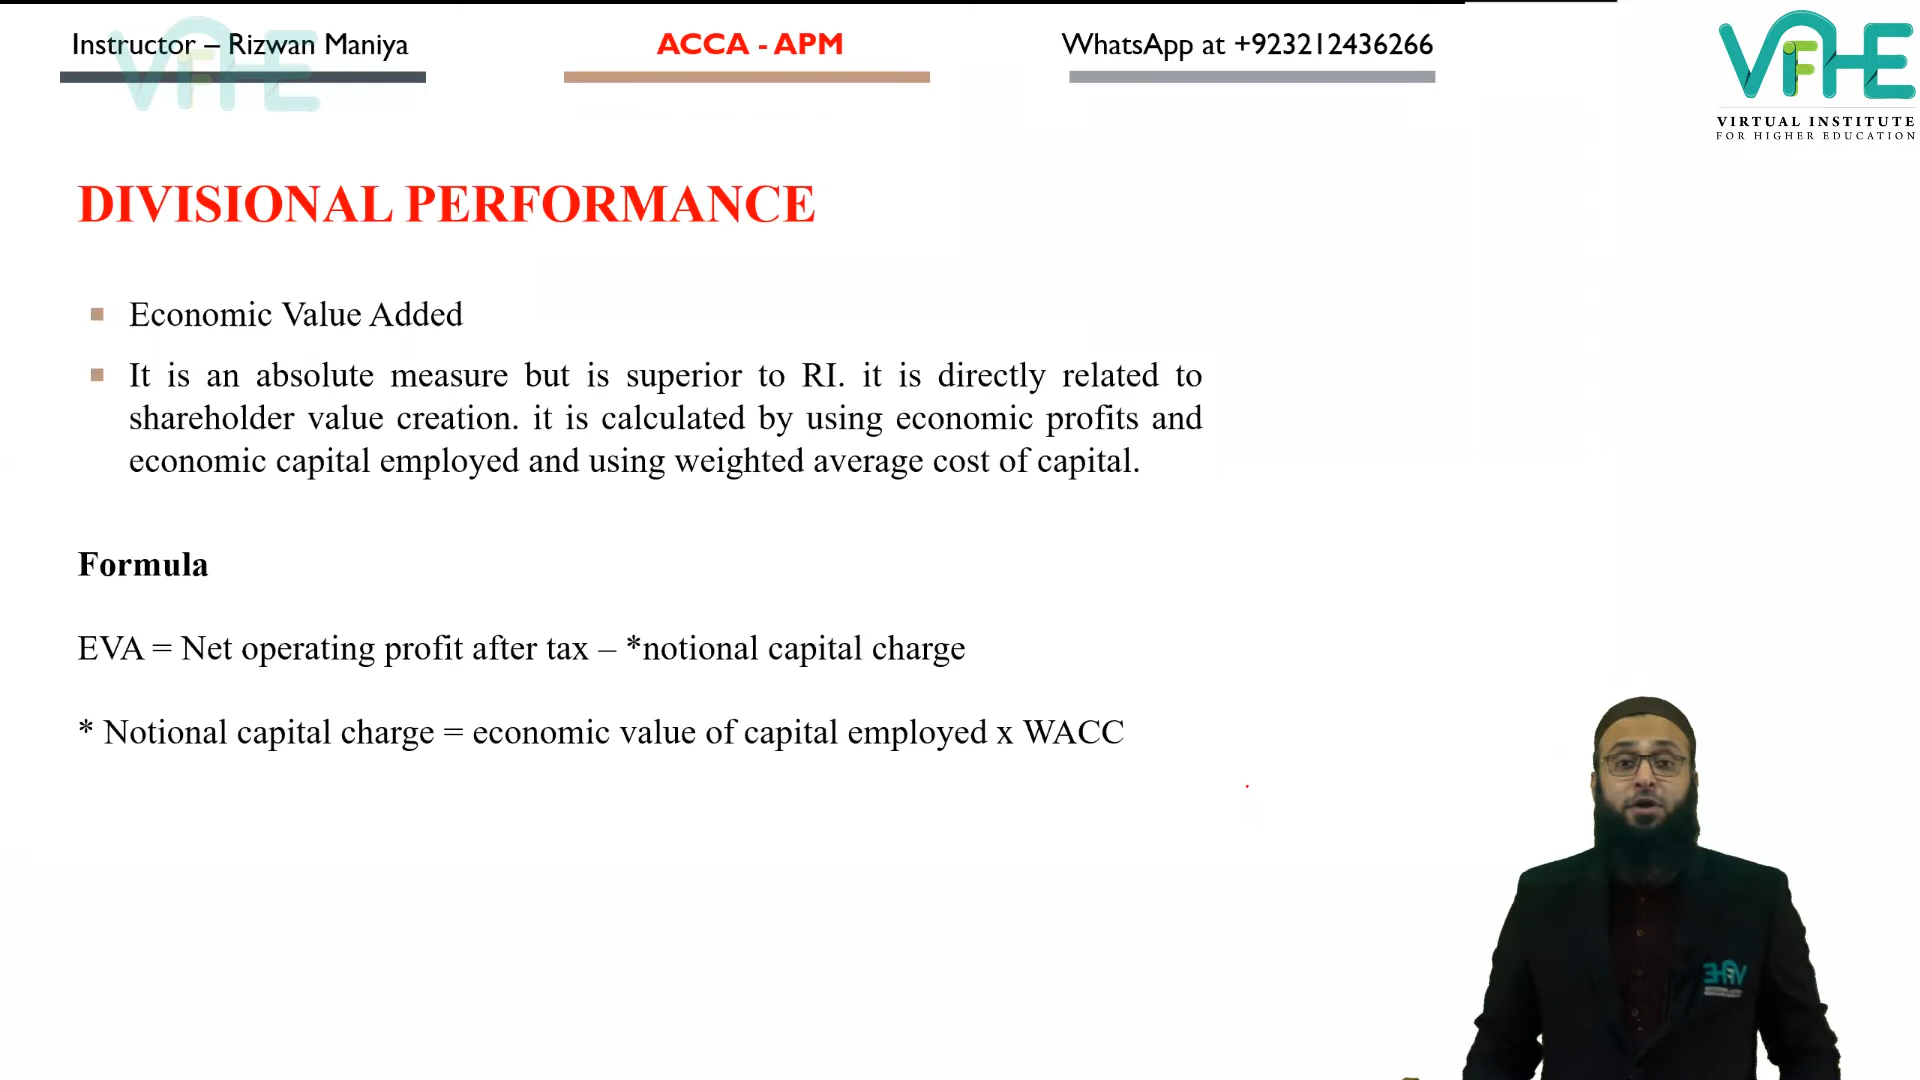 Instructor – Rizwan Maniya
ACCA - APM
WhatsApp at +923212436266
VIFHE
VIRTUAL INSTITUTE
FOR HIGHER EDUCATION
DIVISIONAL PERFORMANCE
Economic Value Added
It is an absolute measure but is superior to RI. it is directly related to
shareholder value creation. it is calculated by using economic profits and
economic capital employed and using weighted average cost of capital.
Formula
EVA = Net operating profit after tax – *notional capital charge
* Notional capital charge = economic value of capital employed x WACC